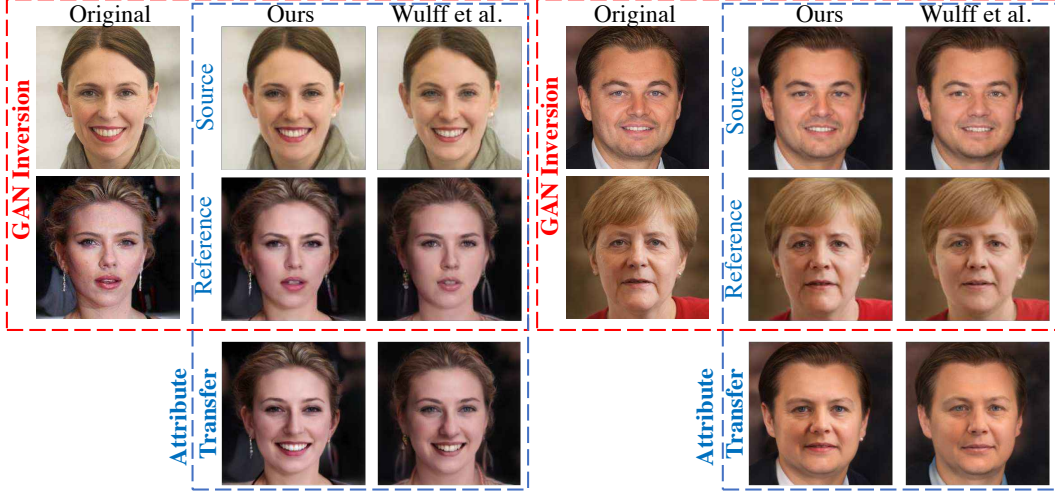 Original Ours Wulff et al. Original Ours Wulff et al.
GAN Inversion
Source
Reference
GAN Inversion
Source
Reference
Attribute
Transfer
Attribute
Transfer